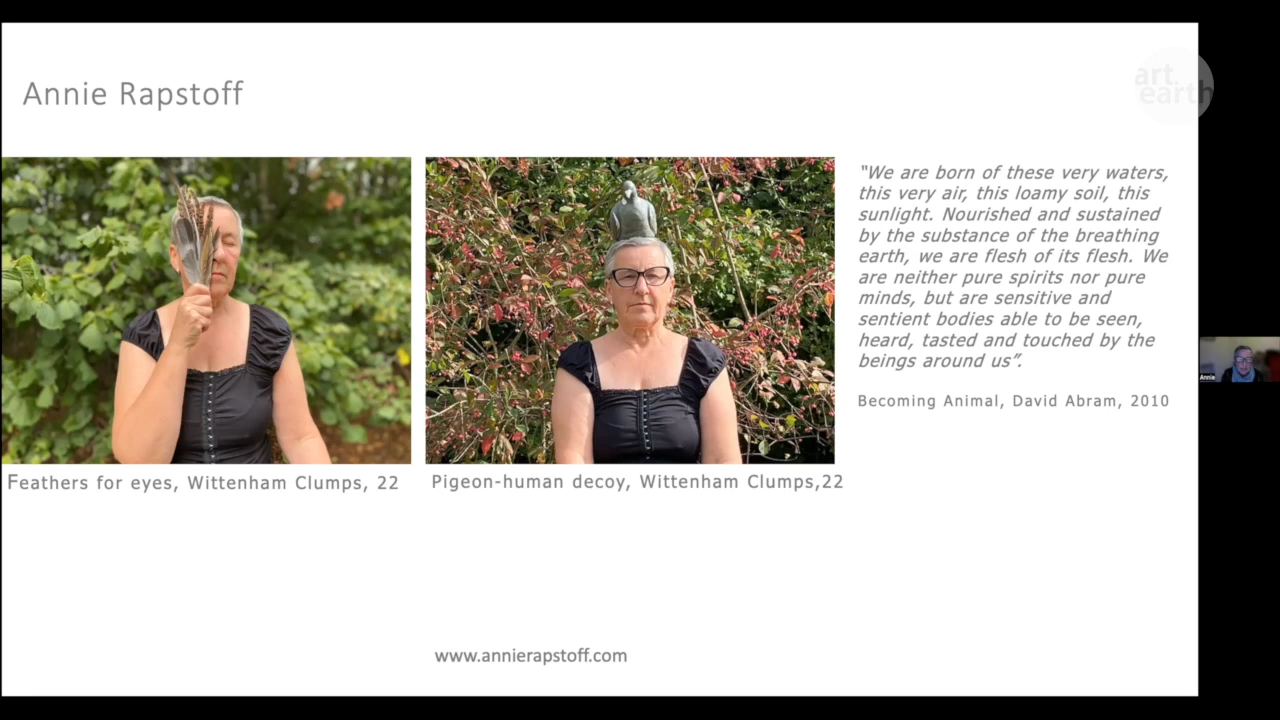 art
earth
Annie Rapstoff
"We are born of these very waters,
this very air, this loamy soil, this
sunlight. Nourished and sustained
by the substance of the breathing
earth, we are flesh of its flesh. We
are neither pure spirits nor pure
minds, but are sensitive and
sentient bodies able to be seen,
heard, tasted and touched by the
beings around us".
Becoming Animal, David Abram, 2010
Feathers for eyes, Wittenham Clumps, 22
Pigeon-human decoy, Wittenham Clumps,22
www.annierapstoff.com
Annie